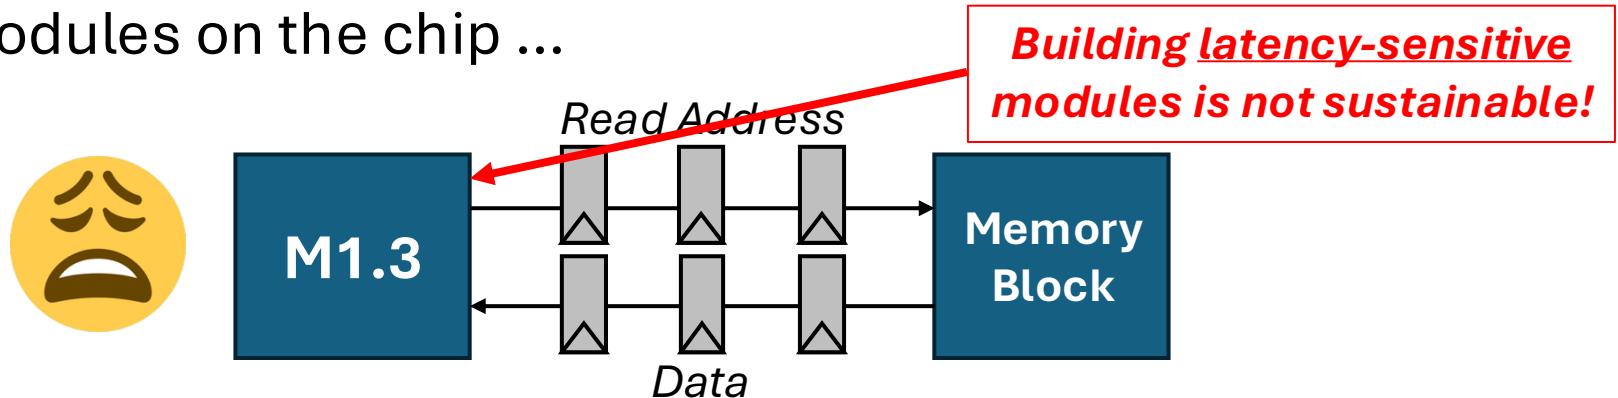 odules on the chip ...
Building latency-sensitive
modules is not sustainable!
Read Address
M1.3
Memory
Block
Data